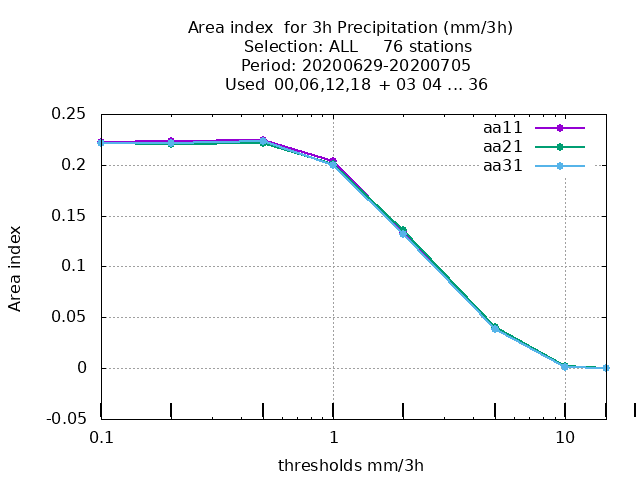 Area index  for 3h Precipitation (mm/3h)
Selection: ALL     76 stations
Period: 20200629-20200705
Used  00,06,12,18  + 03 04 ... 36
aa11
aa21
aa31
0.25
0.2
0.15
0.1
0.05
0
-0.05
Area index
0.1
1
10
thresholds mm/3h